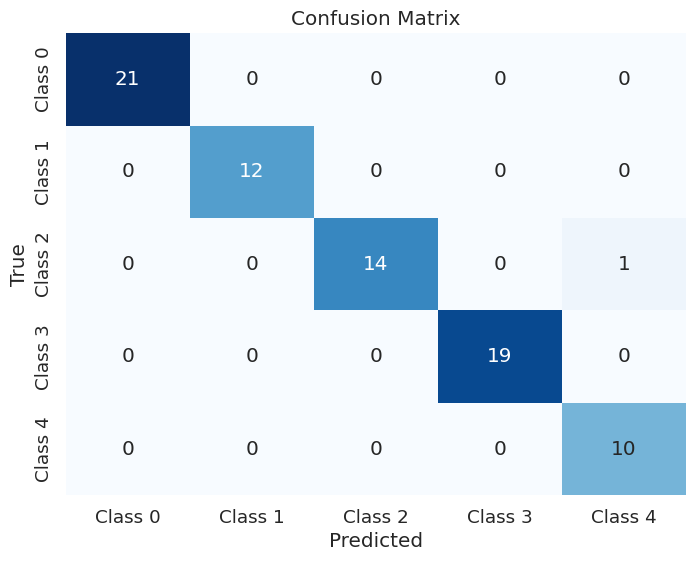 Confusion Matrix
Class 0 21 0 0 0 0
Class 1 0 12 0 0 0
Class 2 0 0 14 0 1
Class 3 0 0 0 19 0
Class 4 0 0 0 0 10
True
Class 0 Class 1 Class 2 Class 3 Class 4
Predicted